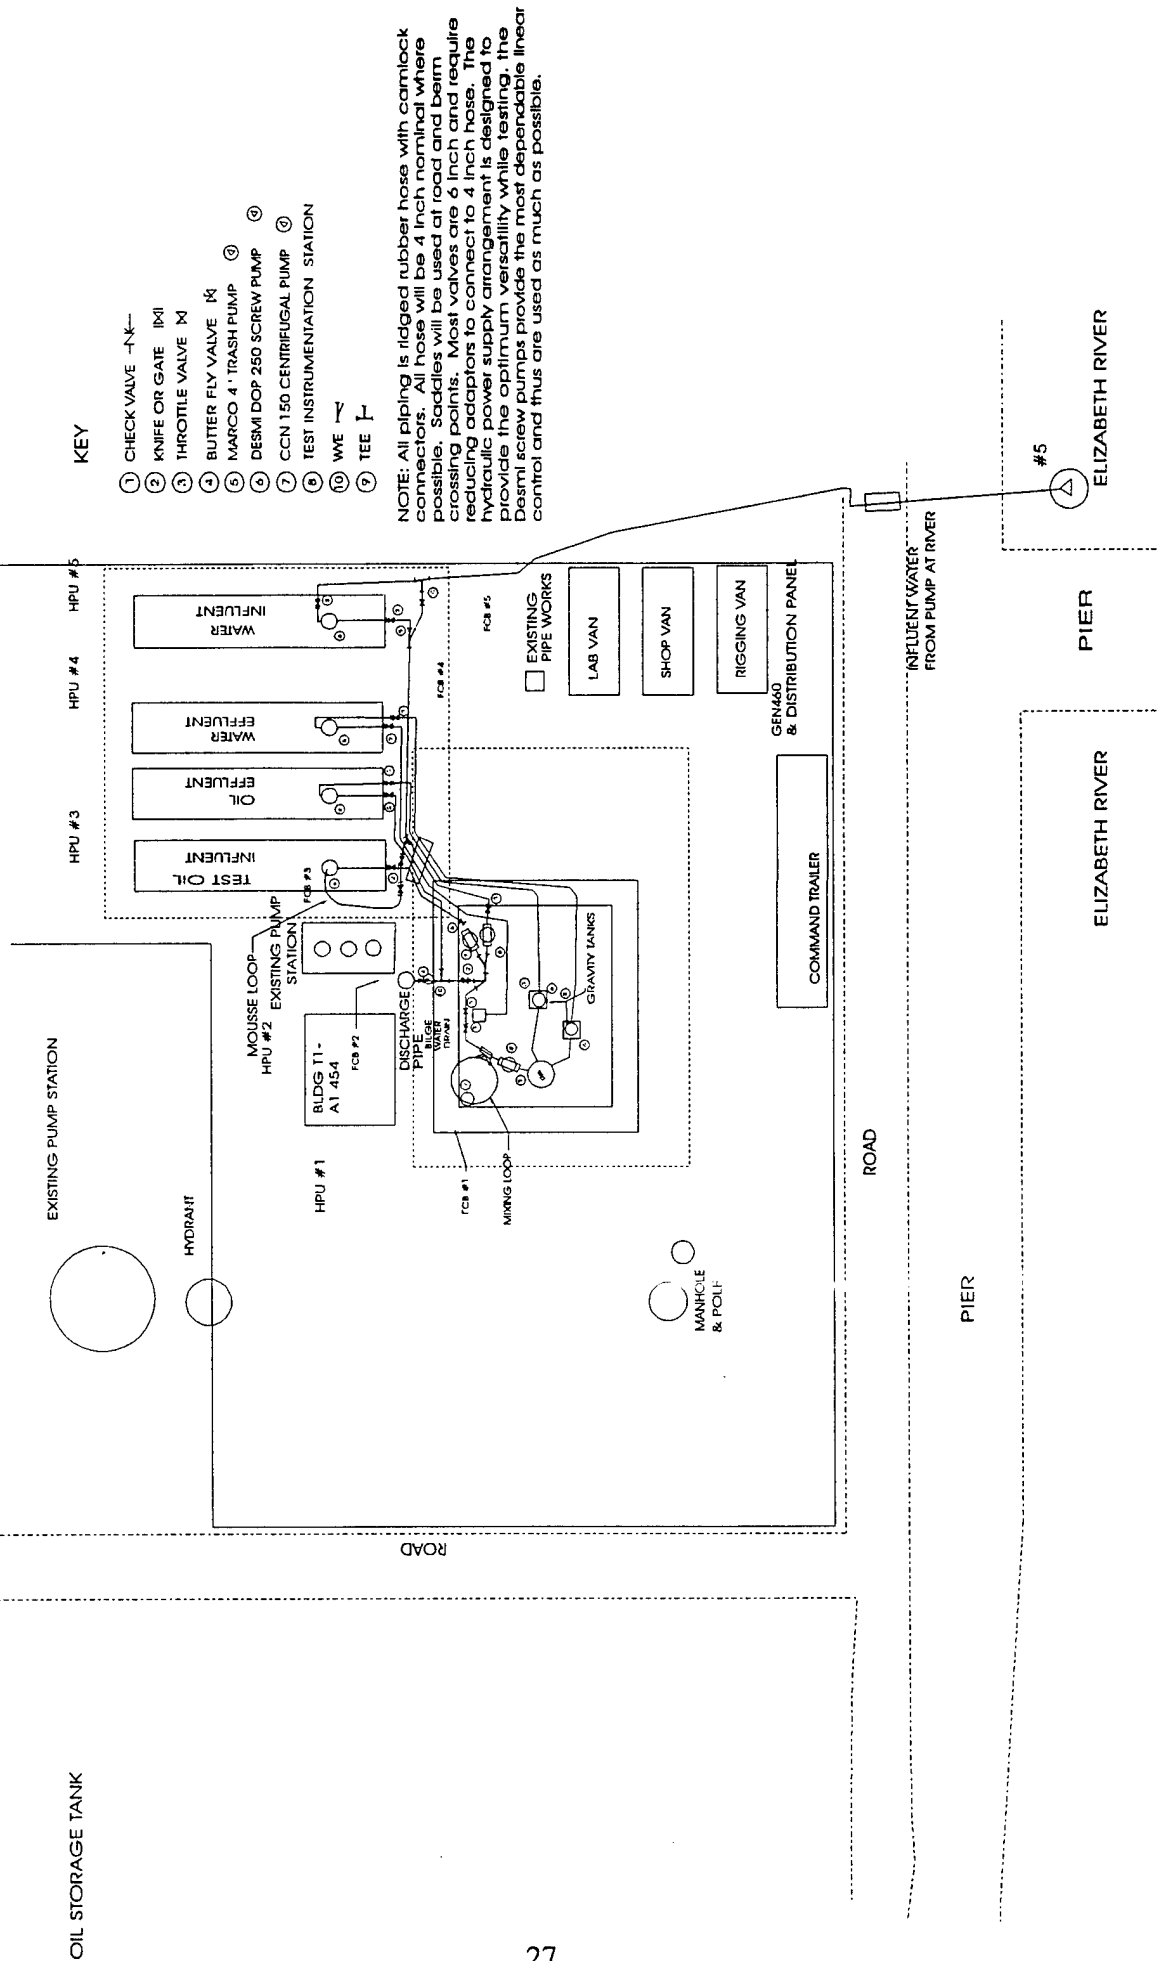 KEY
① CHECK VALVE
② KNIFE OR GATE
③ THROTTLE VALVE
④ BUTTER FLY VALVE
⑤ MARCO 4 ' TRASH PUMP
⑥ DESMI DOP 250 SCREW PUMP
⑦ CCN 150 CENTRIFUGAL PUMP
⑧ TEST INSTRUMENTATION STATION
⑩ WYE
⑨ TEE
NOTE: All piping is ridged rubber hose with camlock
connectors. All hose will be 4 inch nominal where
possible. Saddles will be used at road and berm
crossing points. Most valves are 6 inch and require
reducing adaptors to connect to 4 inch hose. The
hydraulic power supply arrangement is designed to
provide the optimum versatility while testing. the
Desmi screw pumps provide the most dependable linear
control and thus are used as much as possible.
OIL STORAGE TANK
EXISTING PUMP STATION
HYDRANT
HPU #1
HPU #3
HPU #4
HPU #5
TEST OIL
INFLUENT
OIL
EFFLUENT
WATER
EFFLUENT
WATER
INFLUENT
MOUSSE LOOP
HPU #2
EXISTING PUMP
STATION
FCB #3
BLDG T1-
A1 454
FCB #2
DISCHARGE
PIPE
BILGE
WATER
DRAIN
FCB #4
FCB #5
EXISTING
PIPE WORKS
LAB VAN
SHOP VAN
RIGGING VAN
GEN460
& DISTRIBUTION PANEL
GRAVITY TANKS
FCB #1
MIXING LOOP
COMMAND TRAILER
MANHOLE
& POLE
ROAD
ROAD
INFLUENT WATER
FROM PUMP AT RIVER
#5
PIER
PIER
ELIZABETH RIVER
ELIZABETH RIVER
27